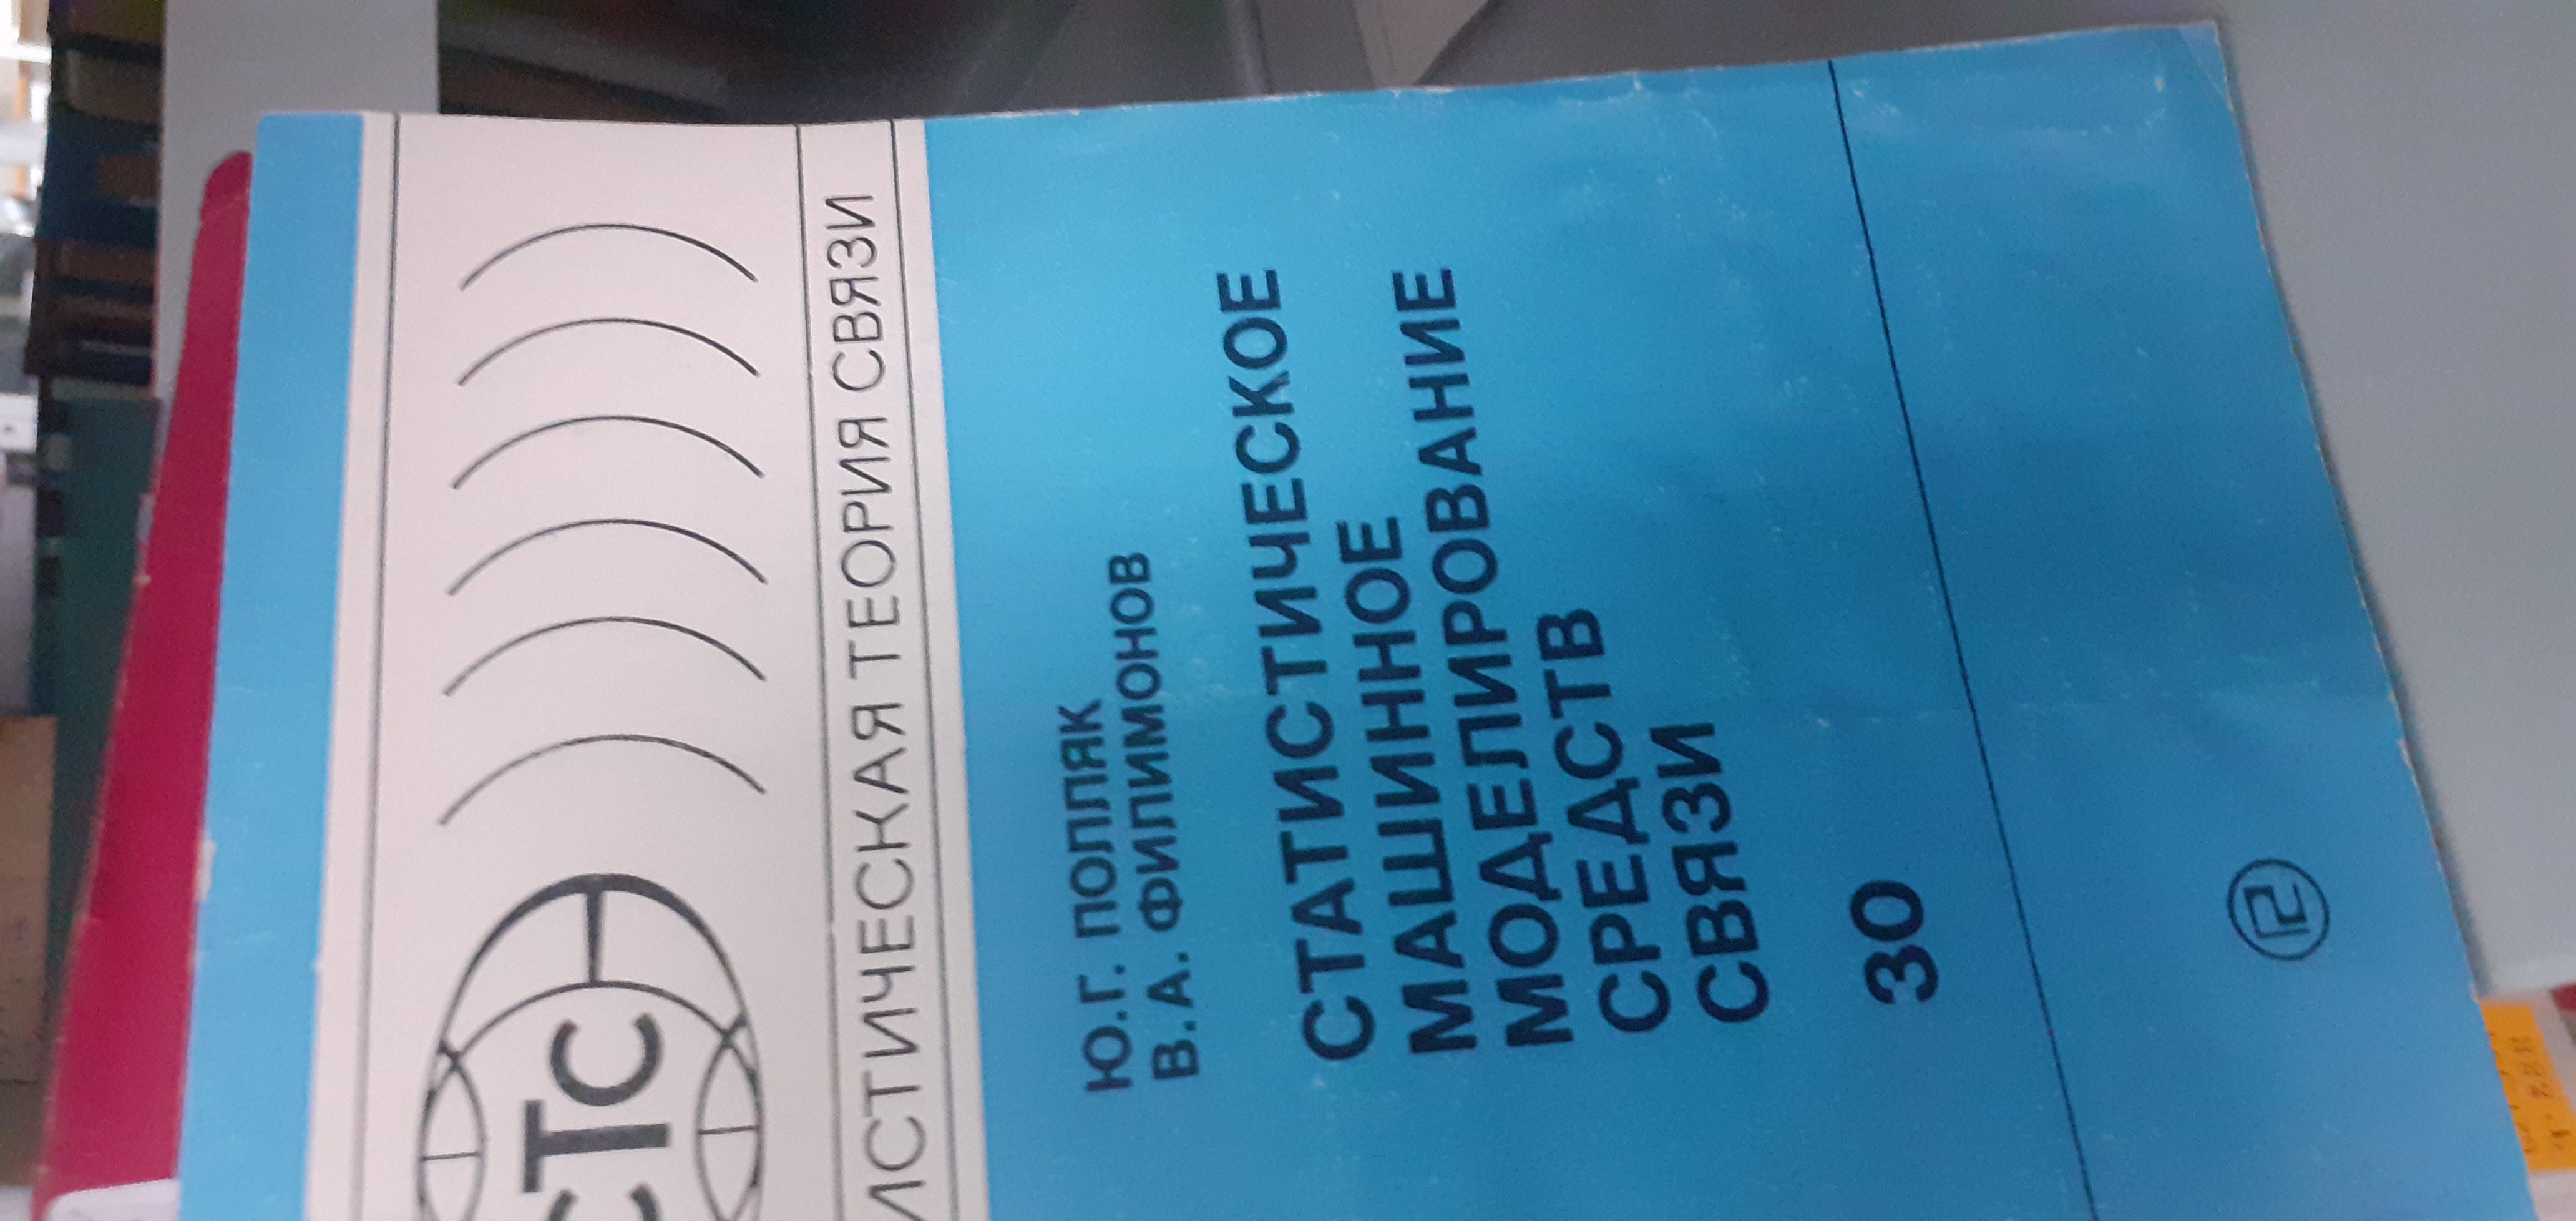 СТС
ИСТИЧЕСКАЯ ТЕОРИЯ СВЯЗИ
Ю.Г. ПОЛЛЯК
В. А. ФИЛИМОНОВ
СТАТИСТИЧЕСКОЕ
МАШИННОЕ
МОДЕЛИРОВАНИЕ
СРЕДСТВ
СВЯЗИ
30